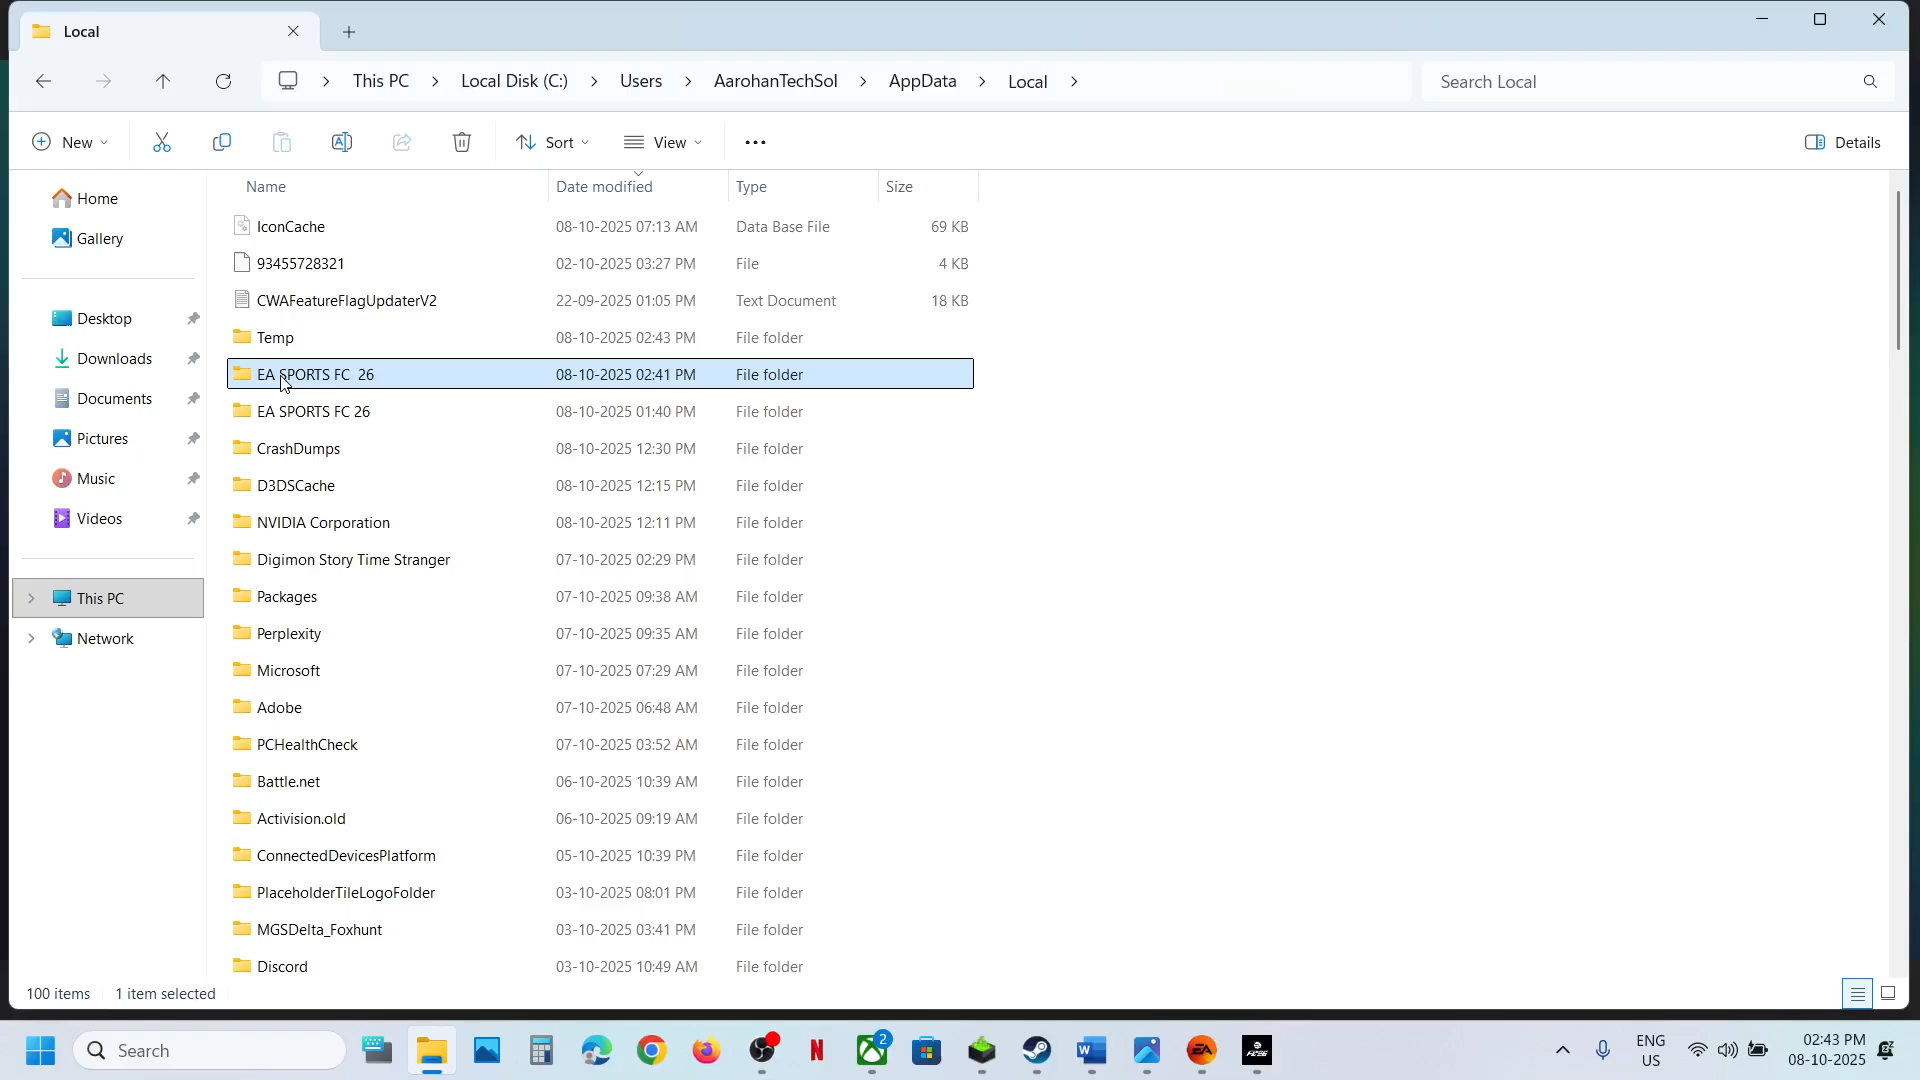 Local
This PC
Local Disk (C:)
Users
AarohanTechSol
AppData
Local
Search Local
New
Sort
View
Details
Name
Date modified
Type
Size
Home
Gallery
Desktop
Downloads
Documents
Pictures
Music
Videos
This PC
Network
IconCache 08-10-2025 07:13 AM Data Base File 69 KB
93455728321 02-10-2025 03:27 PM File 4 KB
CWAFeatureFlagUpdaterV2 22-09-2025 01:05 PM Text Document 18 KB
Temp 08-10-2025 02:43 PM File folder
EA SPORTS FC  26 08-10-2025 02:41 PM File folder
EA SPORTS FC 26 08-10-2025 01:40 PM File folder
CrashDumps 08-10-2025 12:30 PM File folder
D3DSCache 08-10-2025 12:15 PM File folder
NVIDIA Corporation 08-10-2025 12:11 PM File folder
Digimon Story Time Stranger 07-10-2025 02:29 PM File folder
Packages 07-10-2025 09:38 AM File folder
Perplexity 07-10-2025 09:35 AM File folder
Microsoft 07-10-2025 07:29 AM File folder
Adobe 07-10-2025 06:48 AM File folder
PCHealthCheck 07-10-2025 03:52 AM File folder
Battle.net 06-10-2025 10:39 AM File folder
Activision.old 06-10-2025 09:19 AM File folder
ConnectedDevicesPlatform 05-10-2025 10:39 PM File folder
PlaceholderTileLogoFolder 03-10-2025 08:01 PM File folder
MGSDelta_Foxhunt 03-10-2025 03:41 PM File folder
Discord 03-10-2025 10:49 AM File folder
100 items
1 item selected
Search
N
2
W
EA
FC26
ENG
US
02:43 PM
08-10-2025